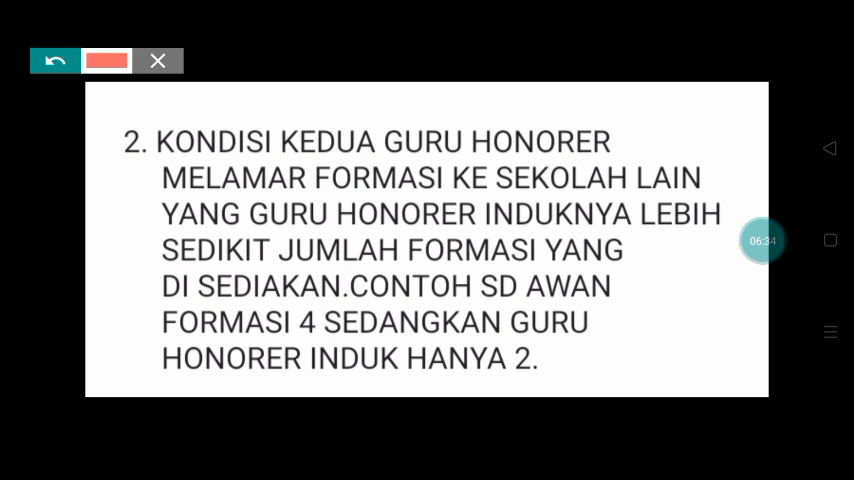 2. KONDISI KEDUA GURU HONORER
MELAMAR FORMASI KE SEKOLAH LAIN
YANG GURU HONORER INDUKNYA LEBIH
SEDIKIT JUMLAH FORMASI YANG
DI SEDIAKAN.CONTOH SD AWAN
FORMASI 4 SEDANGKAN GURU
HONORER INDUK HANYA 2.
06:34